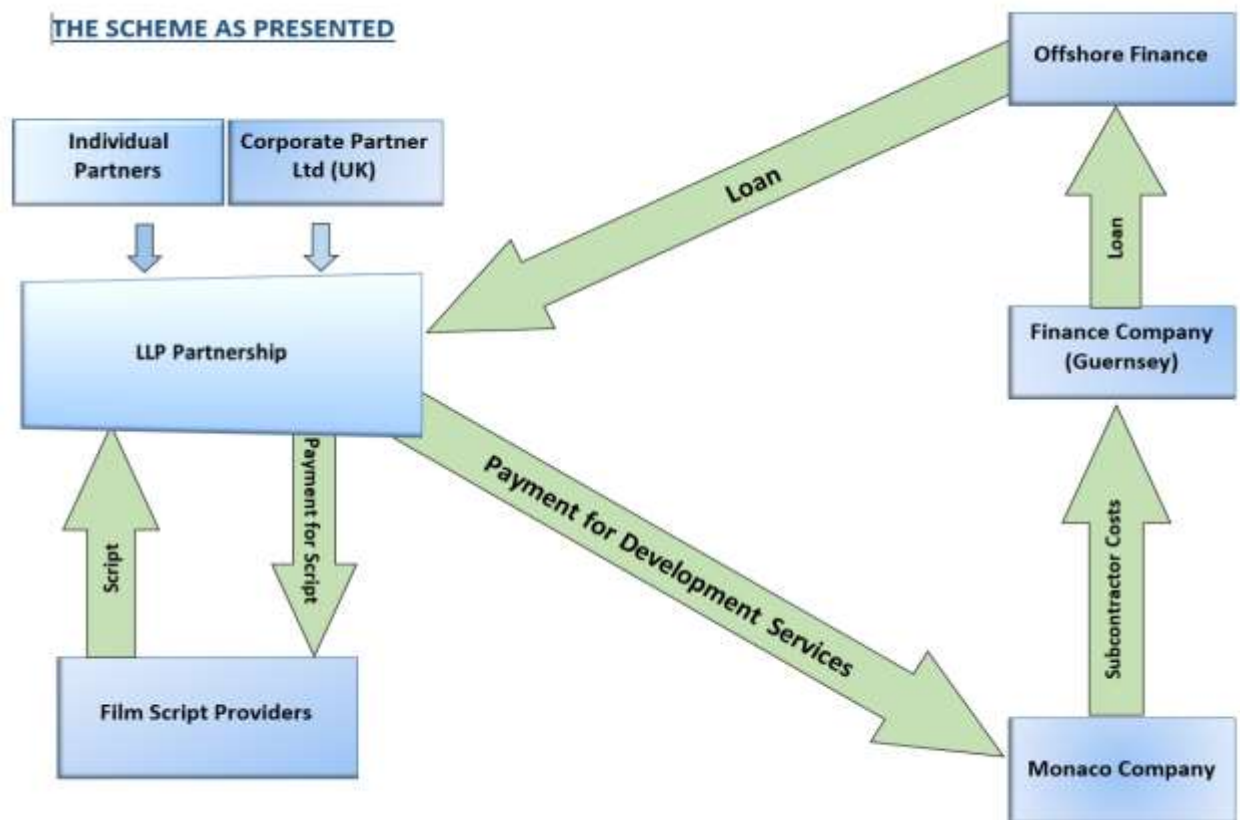 THE SCHEME AS PRESENTED
Offshore Finance
Individual
Partners
Corporate Partner
Ltd (UK)
Loan
Loan
LLP Partnership
Finance Company
(Guernsey)
Script
Payment for Script
Payment for Development Services
Subcontractor Costs
Film Script Providers
Monaco Company